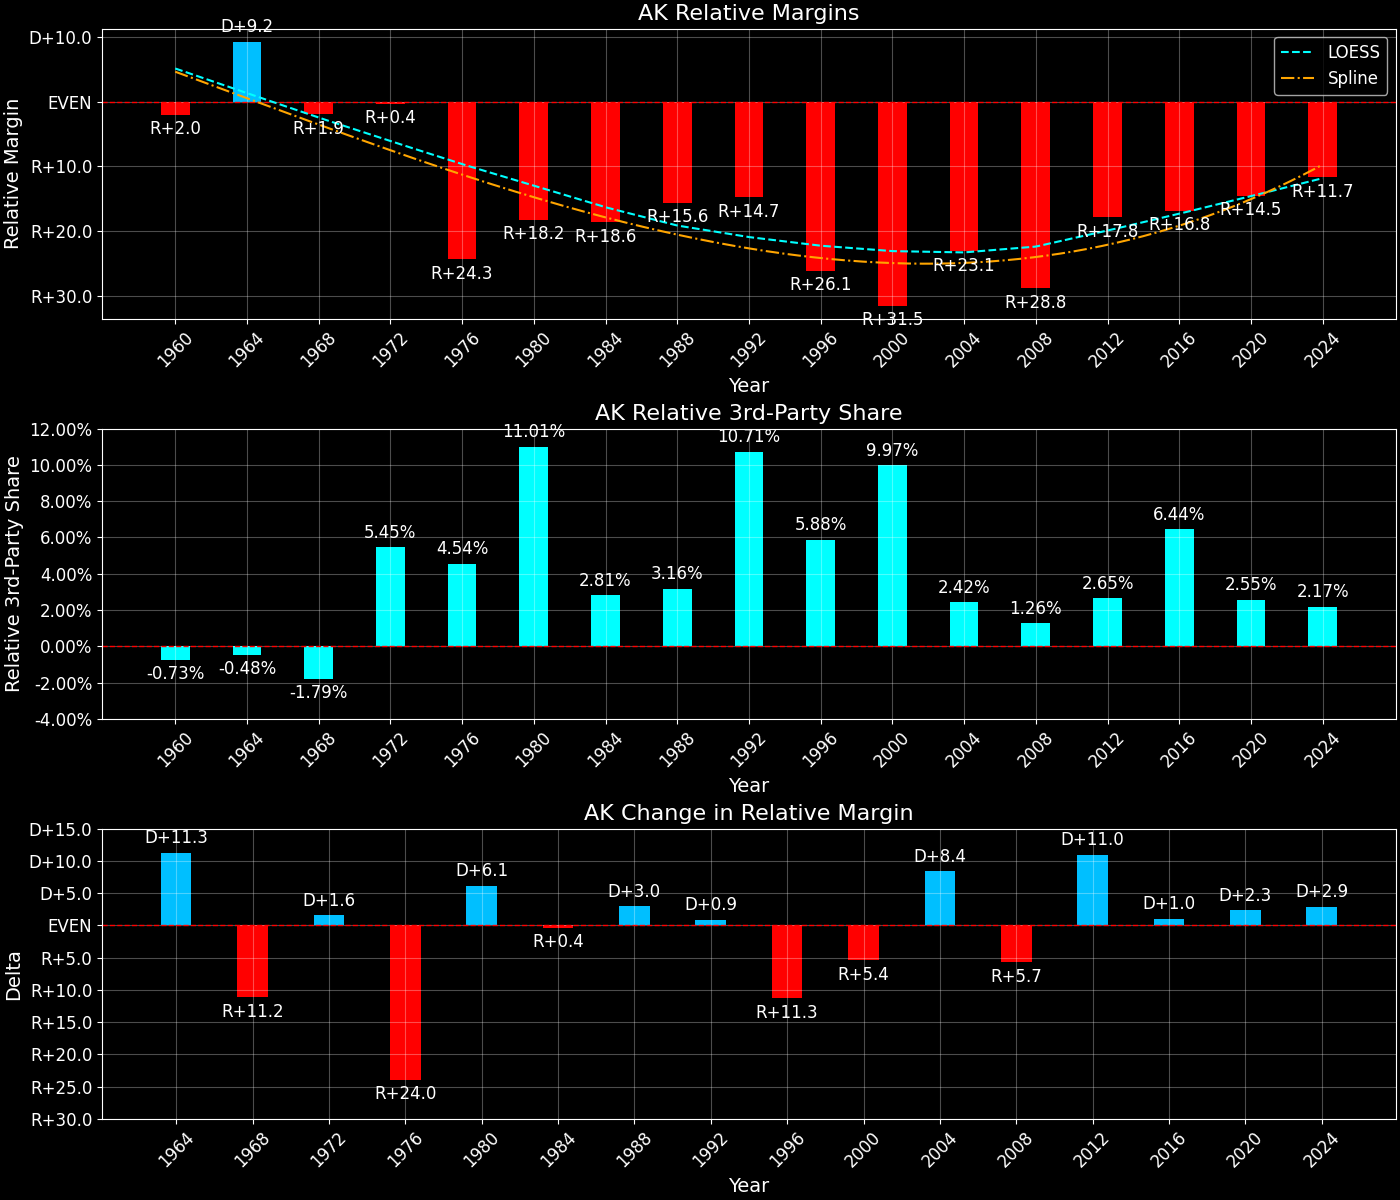 AK Relative Margins
Relative Margin
D+10.0
EVEN
R+10.0
R+20.0
R+30.0
LOESS
Spline
R+2.0
D+9.2
R+1.9
R+0.4
R+24.3
R+18.2
R+18.6
R+15.6
R+14.7
R+26.1
R+31.5
R+23.1
R+28.8
R+17.8
R+16.8
R+14.5
R+11.7
1960 1964 1968 1972 1976 1980 1984 1988 1992 1996 2000 2004 2008 2012 2016 2020 2024
Year
AK Relative 3rd-Party Share
Relative 3rd-Party Share
12.00%
10.00%
8.00%
6.00%
4.00%
2.00%
0.00%
-2.00%
-4.00%
-0.73%
-0.48%
-1.79%
5.45%
4.54%
11.01%
2.81%
3.16%
10.71%
5.88%
9.97%
2.42%
1.26%
2.65%
6.44%
2.55%
2.17%
1960 1964 1968 1972 1976 1980 1984 1988 1992 1996 2000 2004 2008 2012 2016 2020 2024
Year
AK Change in Relative Margin
Delta
D+15.0
D+10.0
D+5.0
EVEN
R+5.0
R+10.0
R+15.0
R+20.0
R+25.0
R+30.0
D+11.3
R+11.2
D+1.6
R+24.0
D+6.1
R+0.4
D+3.0
D+0.9
R+11.3
R+5.4
D+8.4
R+5.7
D+11.0
D+1.0
D+2.3
D+2.9
1964 1968 1972 1976 1980 1984 1988 1992 1996 2000 2004 2008 2012 2016 2020 2024
Year